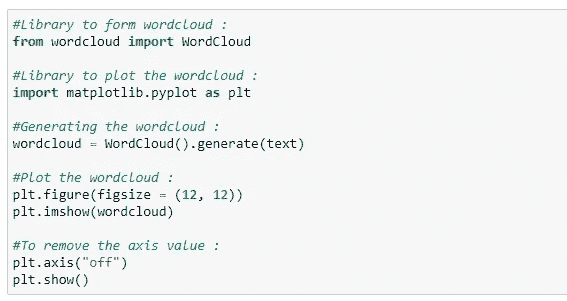 #Library to form wordcloud :
from wordcloud import WordCloud
#Library to plot the wordcloud :
import matplotlib.pyplot as plt
#Generating the wordcloud :
wordcloud = WordCloud().generate(text)
#Plot the wordcloud :
plt.figure(figsize = (12, 12))
plt.imshow(wordcloud)
#To remove the axis value :
plt.axis("off")
plt.show()